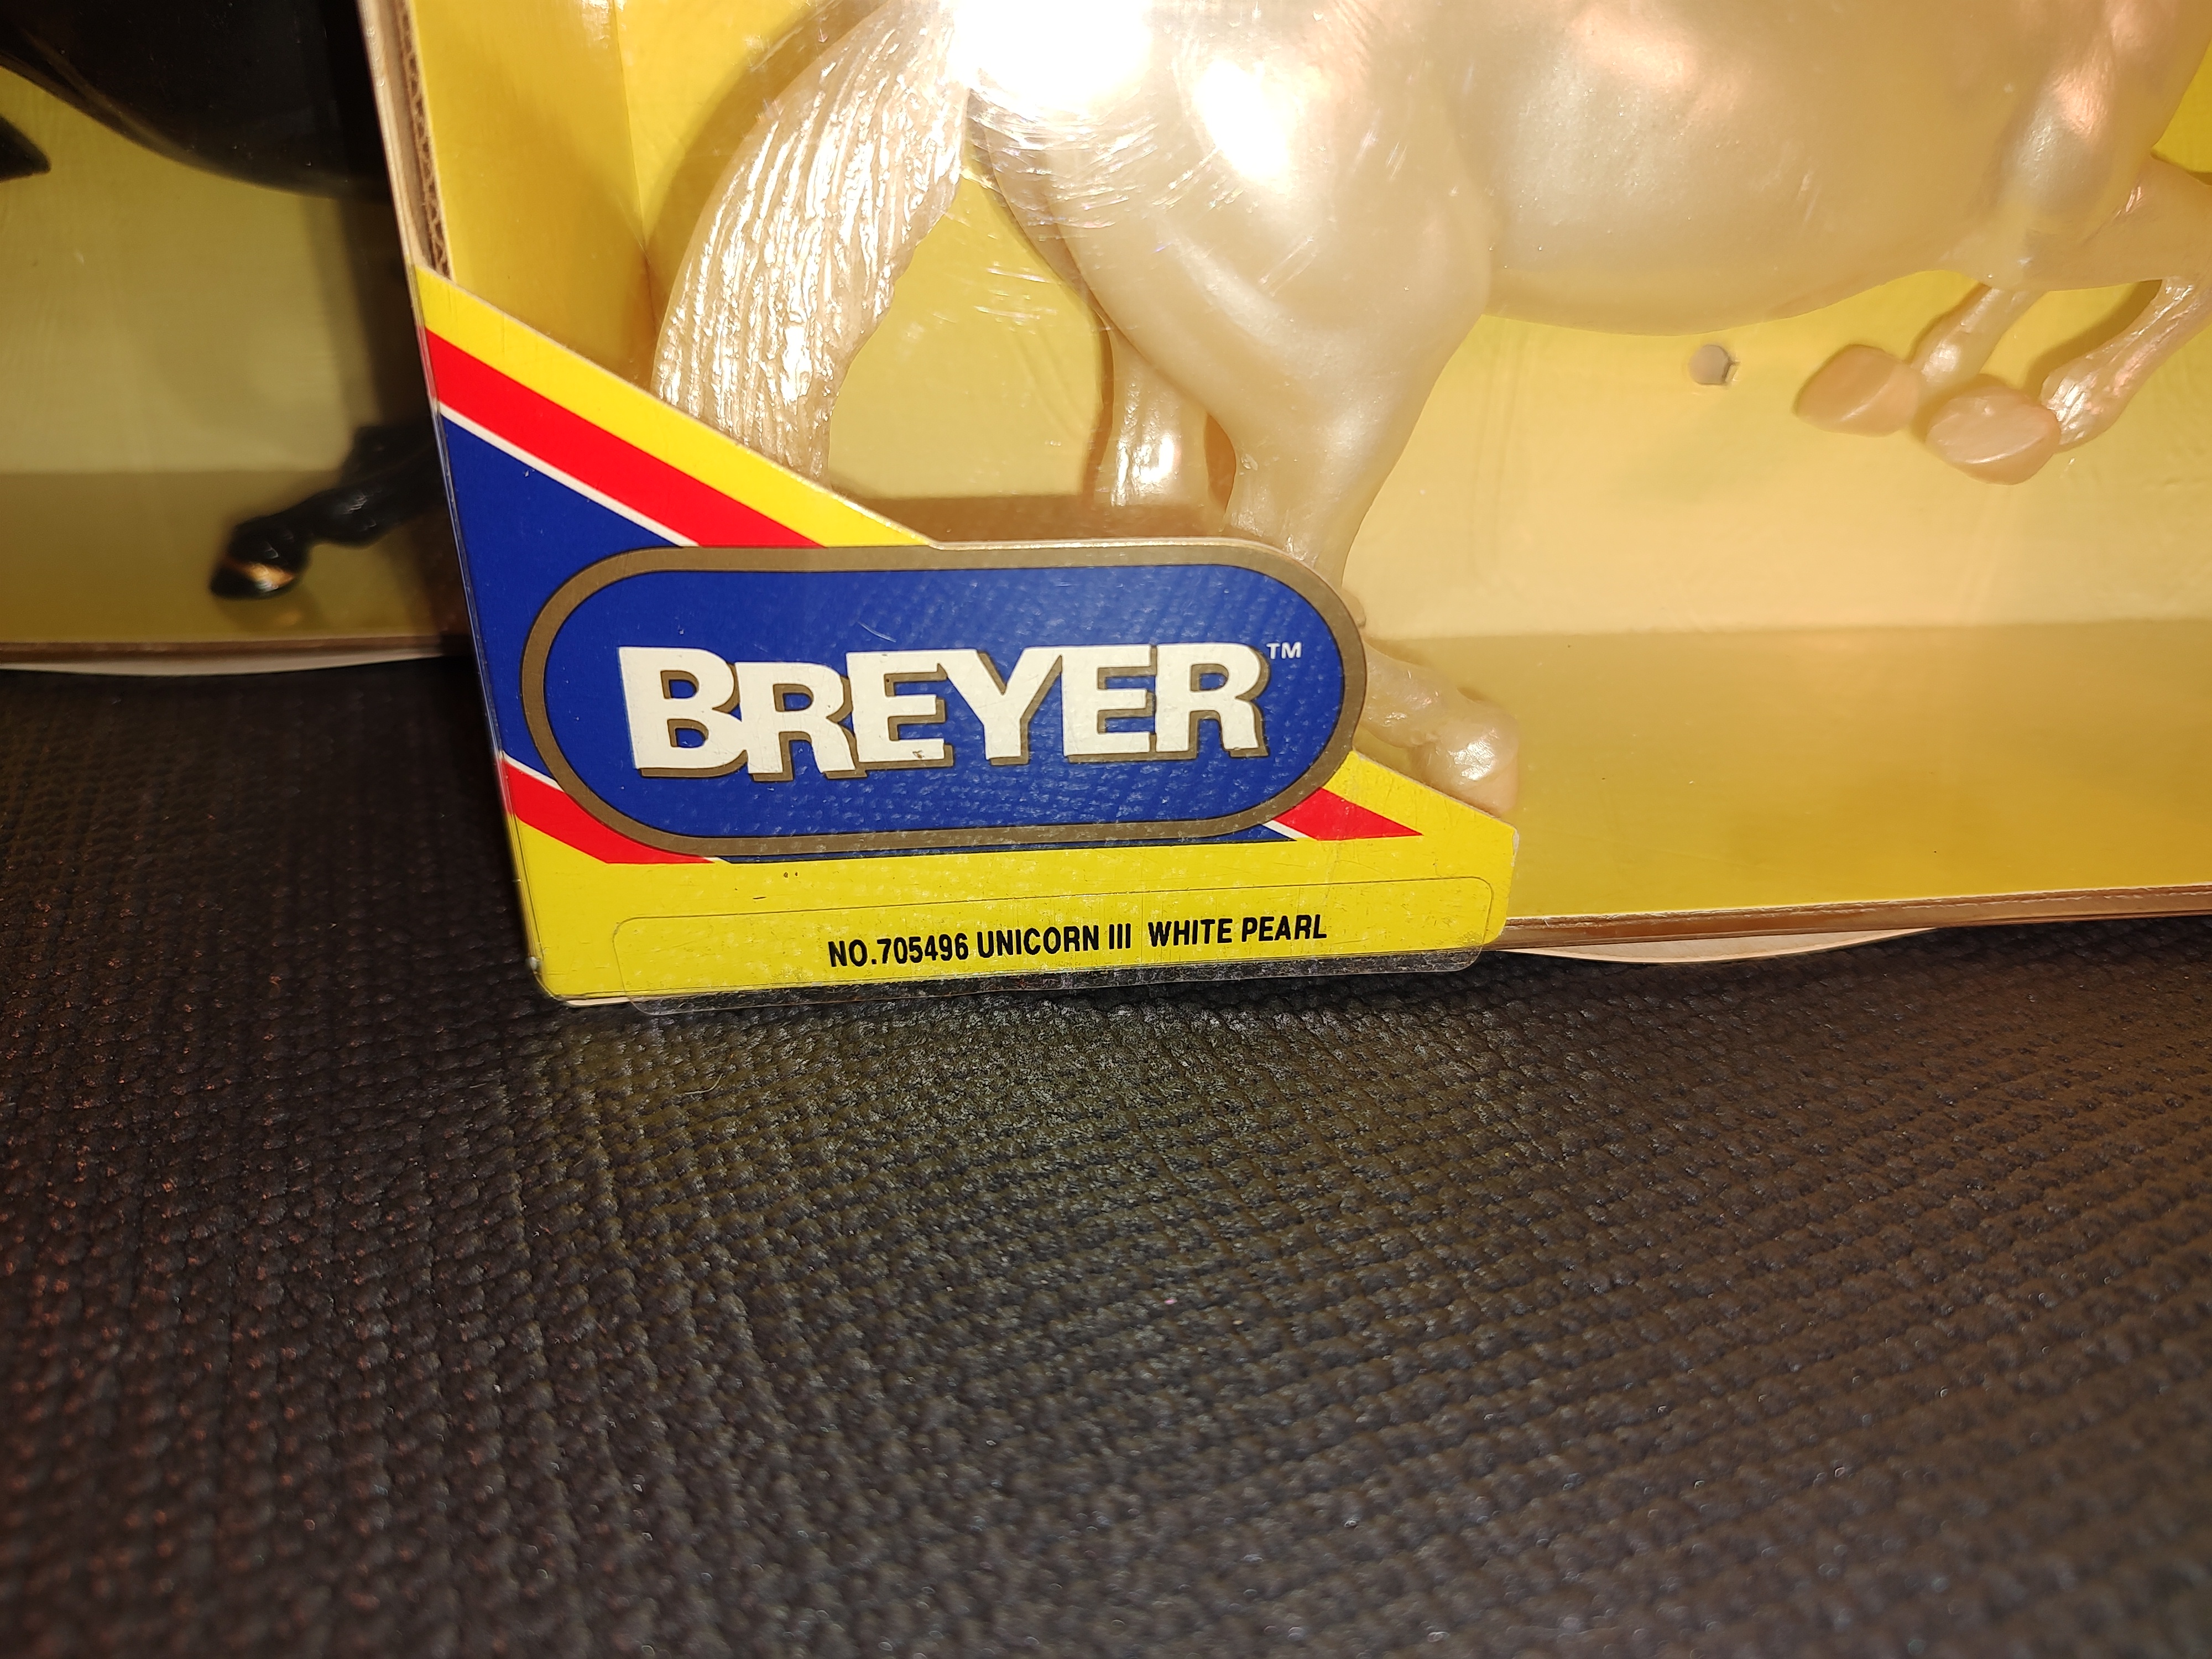 BREYER™
NO.705496 UNICORN III WHITE PEARL